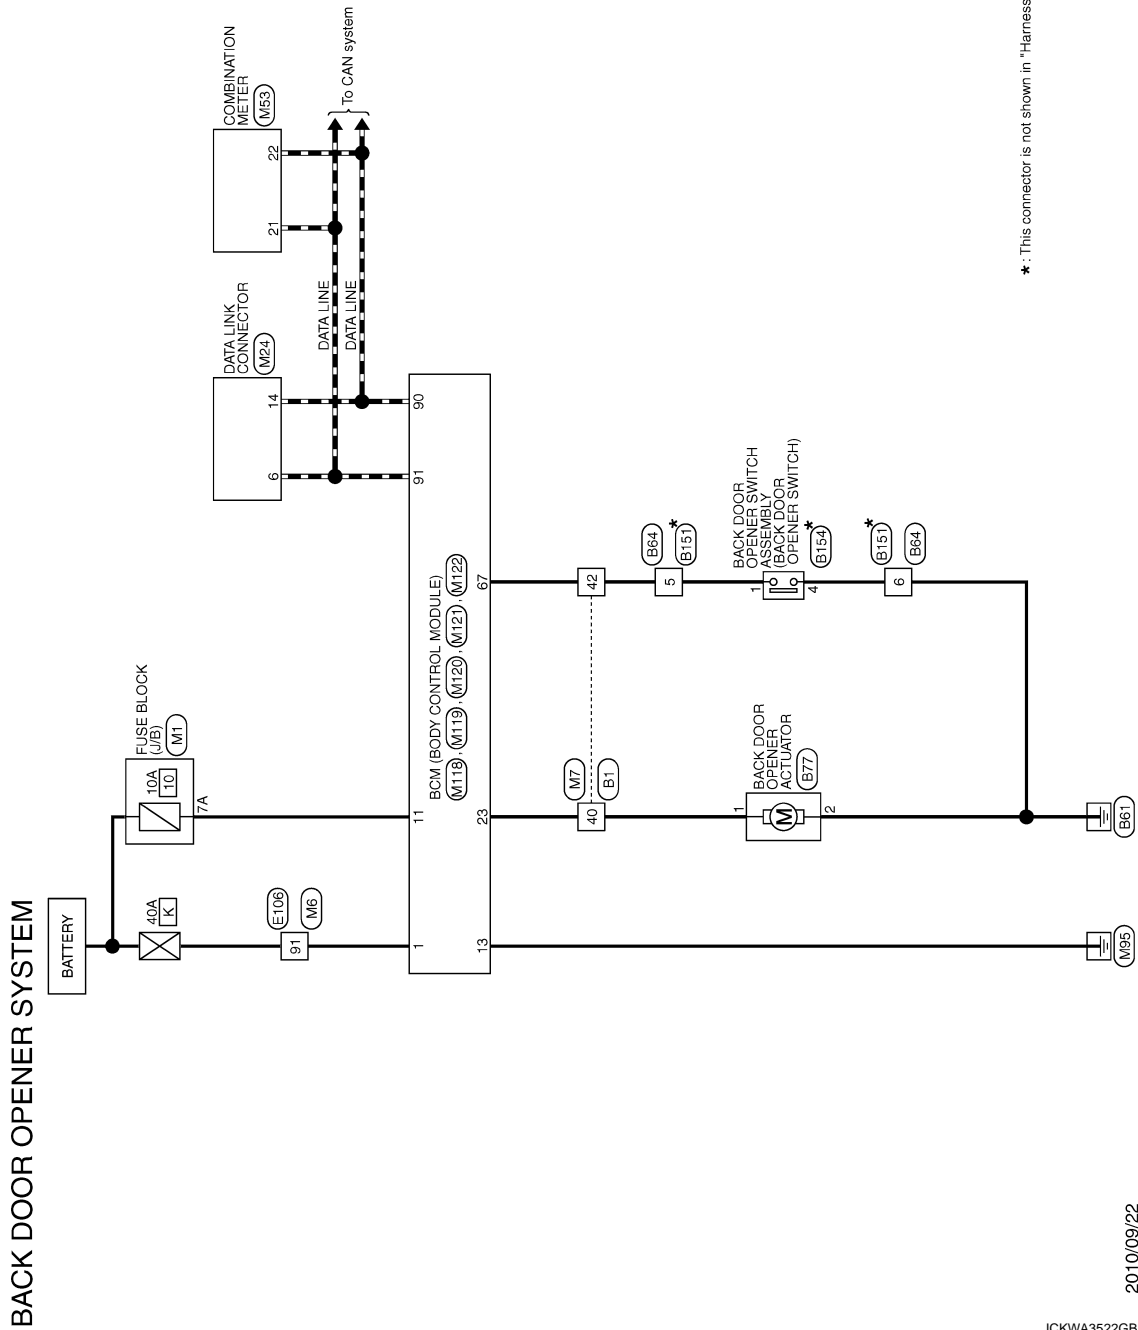 BACK DOOR OPENER SYSTEM
BATTERY
40A
K
10A
10
FUSE BLOCK
(J/B)
M1
7A
E106
M6
91
1
11
DATA LINK
CONNECTOR
M24
6
14
COMBINATION
METER
M53
21
22
DATA LINE
DATA LINE
To CAN system
91
90
BCM (BODY CONTROL MODULE)
M118 , M119 , M120 , M121 , M122
13
23
67
M7
B1
40
42
B64
B151 *
5
BACK DOOR
OPENER ACTUATOR
B77
1
M
2
BACK DOOR
OPENER SWITCH
ASSEMBLY
(BACK DOOR
OPENER SWITCH)
B154 *
1
4
B151 *
B64
6
M95
B61
* : This connector is not shown in "Harness
2010/09/22
JCKWA3522GB